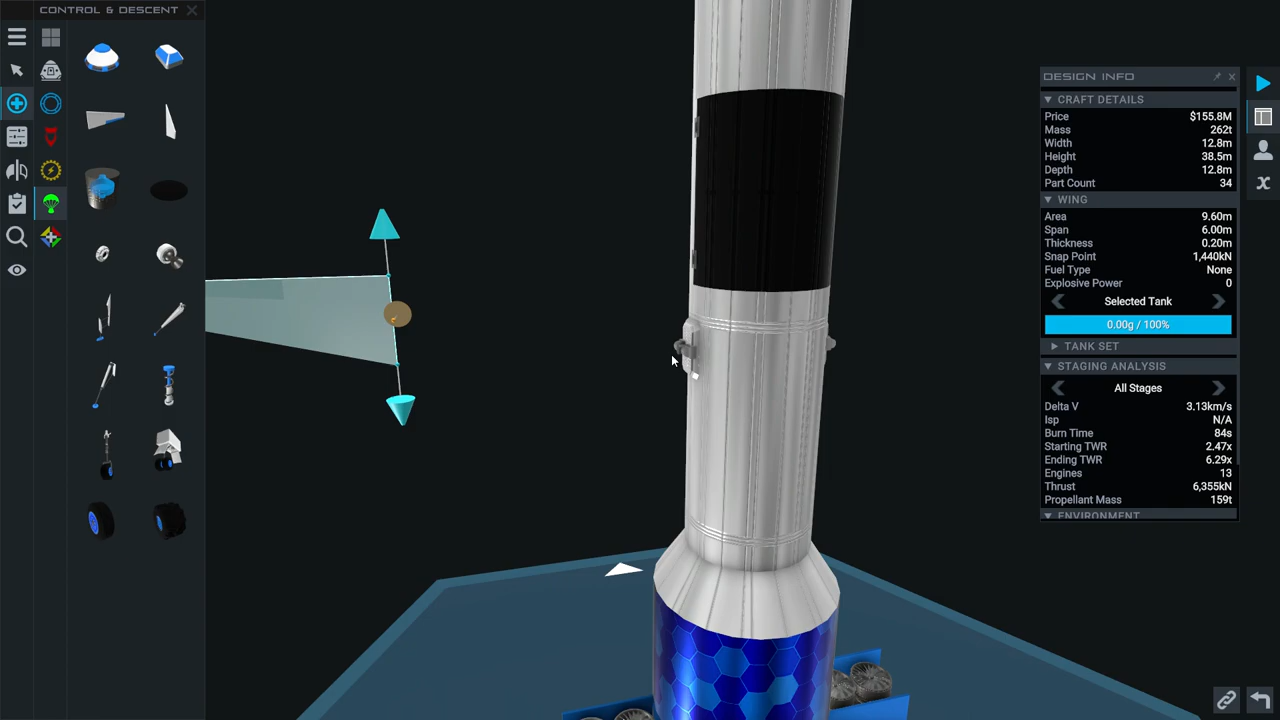 CONTROL & DESCENT
DESIGN INFO
CRAFT DETAILS
Price $155.8M
Mass 262t
Width 12.8m
Height 38.5m
Depth 12.8m
Part Count 34
WING
Area 9.60m
Span 6.00m
Thickness 0.20m
Snap Point 1,440kN
Fuel Type None
Explosive Power 0
Selected Tank
0.00g / 100%
TANK SET
STAGING ANALYSIS
All Stages
Delta V 3.13km/s
Isp N/A
Burn Time 84s
Starting TWR 2.47x
Ending TWR 6.29x
Engines 13
Thrust 6,355kN
Propellant Mass 159t
ENVIRONMENT